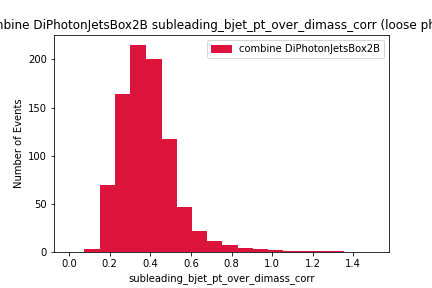 mbine DiPhotonJetsBox2B subleading_bjet_pt_over_dimass_corr (loose ph
combine DiPhotonJetsBox2B
Number of Events
200
150
100
50
0
0.0 0.2 0.4 0.6 0.8 1.0 1.2 1.4
subleading_bjet_pt_over_dimass_corr